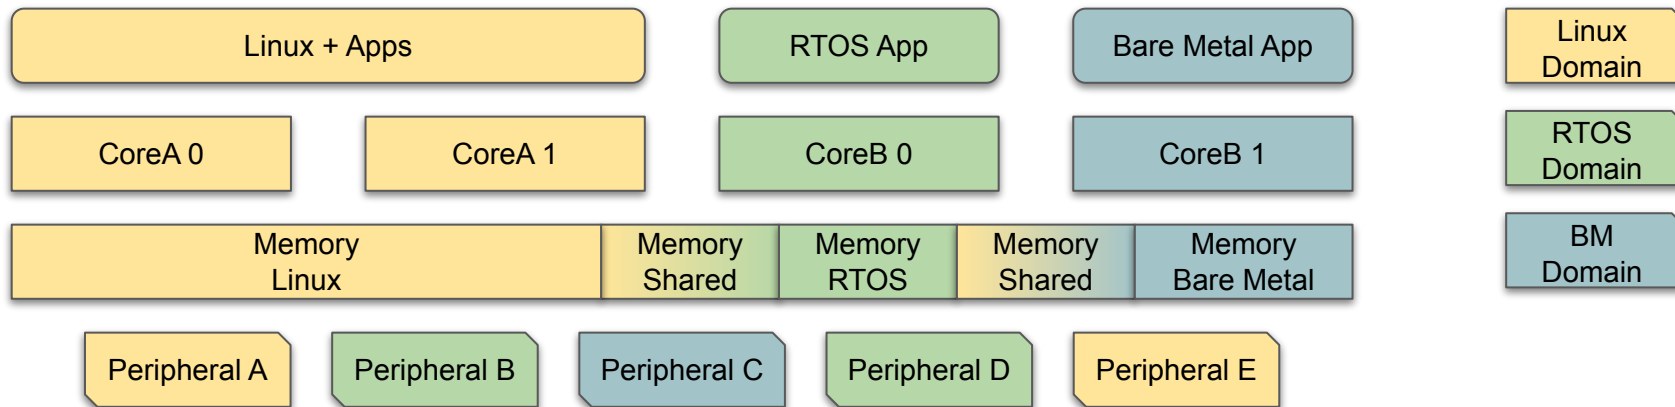 Linux + Apps
RTOS App
Bare Metal App
Linux
Domain
CoreA 0
CoreA 1
CoreB 0
CoreB 1
RTOS
Domain
Memory
Linux
Memory
Shared
Memory
RTOS
Memory
Shared
Memory
Bare Metal
BM
Domain
Peripheral A
Peripheral B
Peripheral C
Peripheral D
Peripheral E